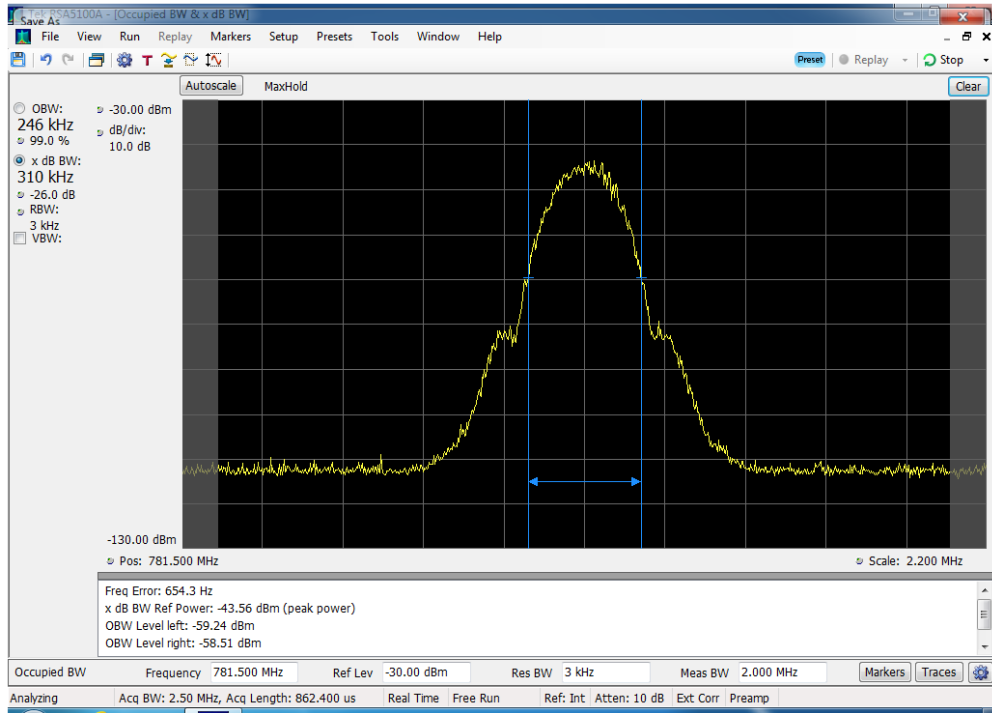 Tek RSA5100A - [Occupied BW & x dB BW]
Save As
File View Run Replay Markers Setup Presets Tools Window Help
T Preset Replay Stop
Autoscale MaxHold Clear
OBW:
246 kHz
99.0 %
x dB BW:
310 kHz
-26.0 dB
RBW:
3 kHz
VBW:
-30.00 dBm
dB/div:
10.0 dB
-130.00 dBm
Pos: 781.500 MHz Scale: 2.200 MHz
Freq Error: 654.3 Hz
x dB BW Ref Power: -43.56 dBm (peak power)
OBW Level left: -59.24 dBm
OBW Level right: -58.51 dBm
Occupied BW Frequency 781.500 MHz Ref Lev -30.00 dBm Res BW 3 kHz Meas BW 2.000 MHz Markers Traces
Analyzing Acq BW: 2.50 MHz, Acq Length: 862.400 us Real Time Free Run Ref: Int Atten: 10 dB Ext Corr Preamp